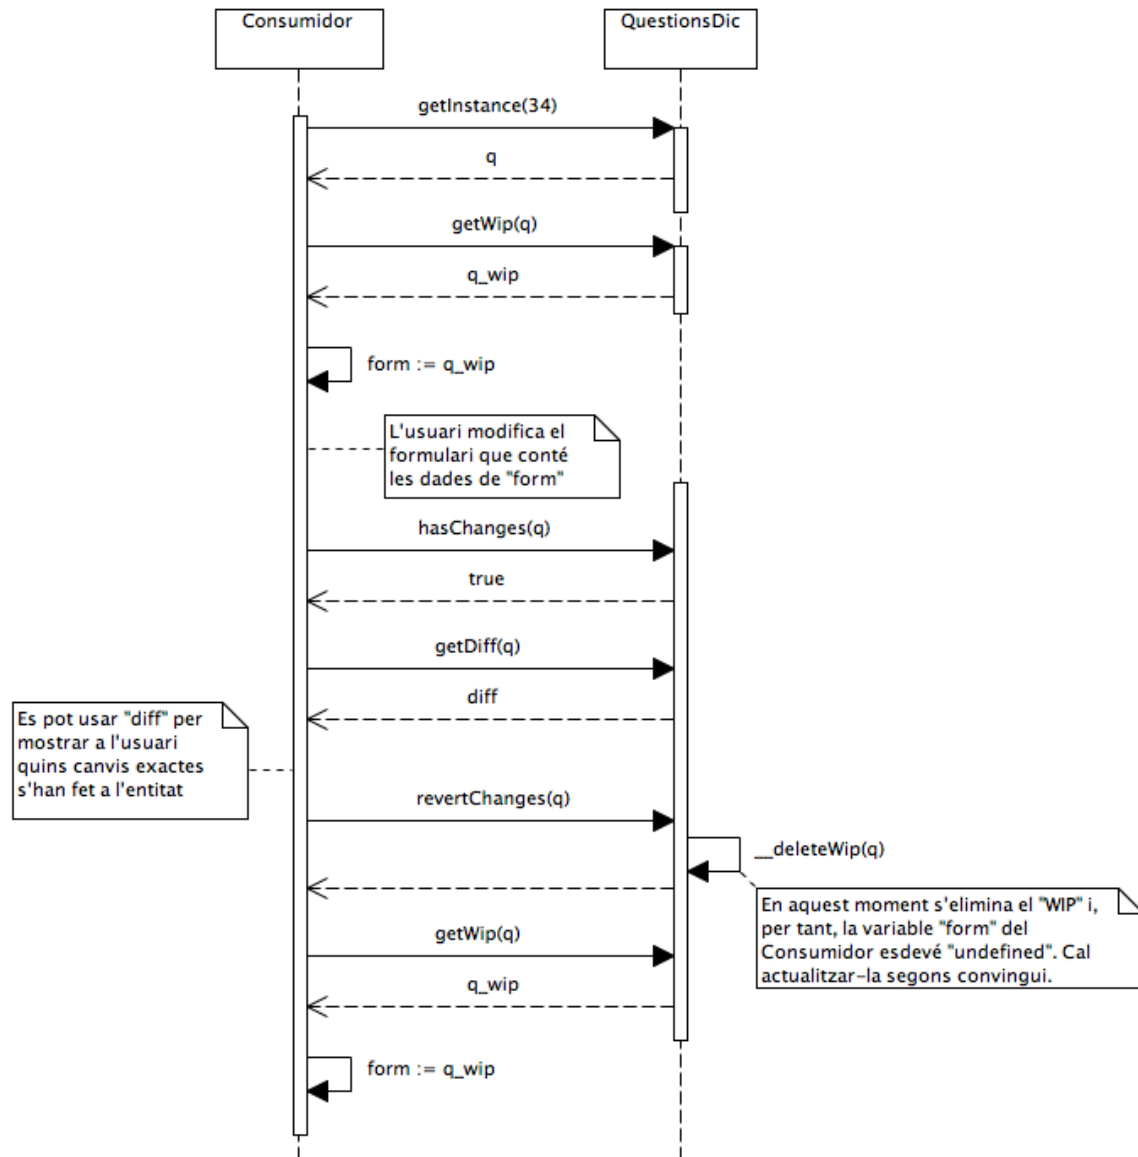 Consumidor
QuestionsDic
getInstance(34)
q
getWip(q)
q_wip
form := q_wip
L'usuari modifica el
formulari que conté
les dades de "form"
hasChanges(q)
true
getDiff(q)
diff
Es pot usar "diff" per
mostrar a l'usuari
quins canvis exactes
s'han fet a l'entitat
revertChanges(q)
__deleteWip(q)
En aquest moment s'elimina el "WIP" i,
per tant, la variable "form" del
Consumidor esdevé "undefined". Cal
actualitzar-la segons convingui.
getWip(q)
q_wip
form := q_wip